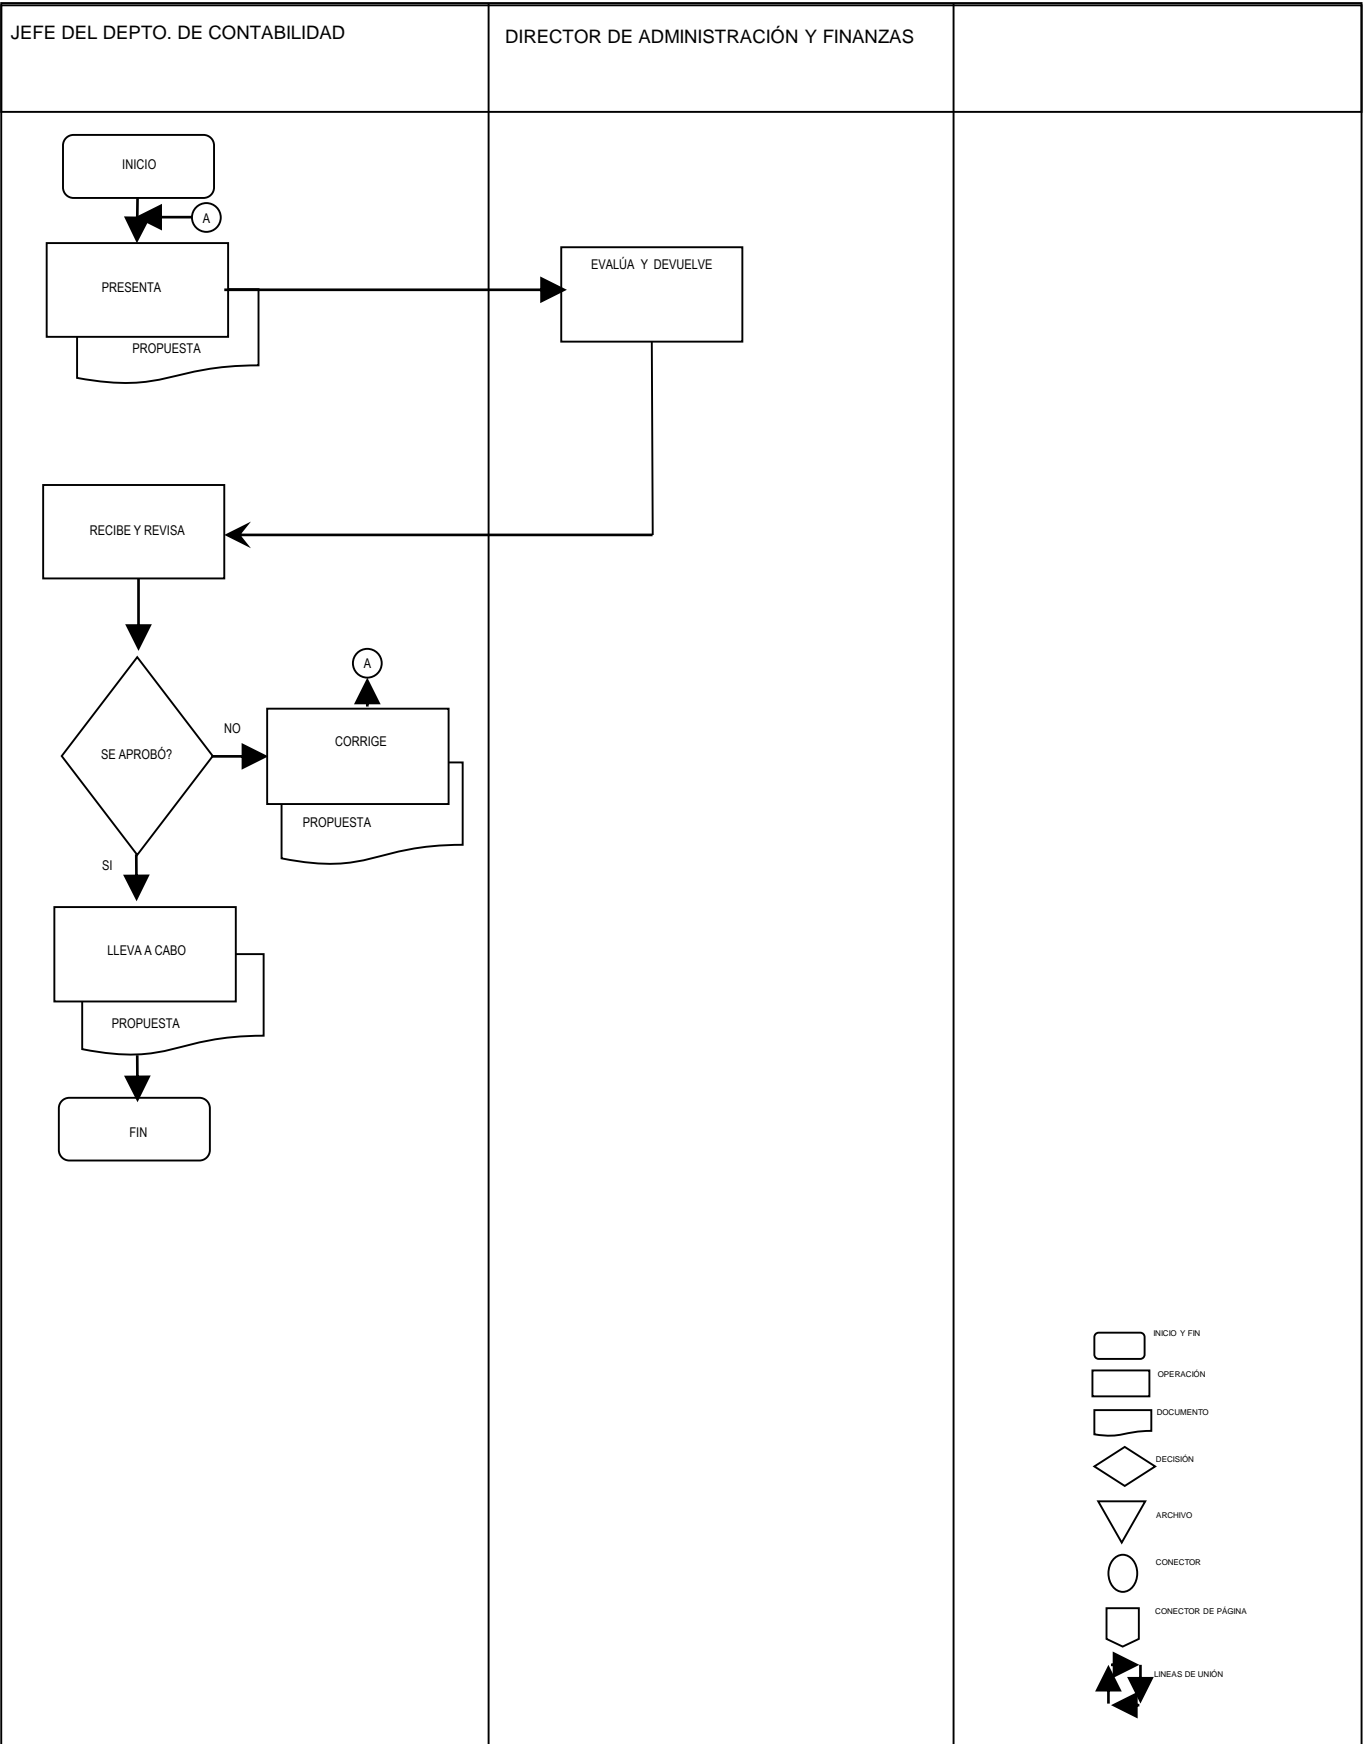 JEFE DEL DEPTO. DE CONTABILIDAD
DIRECTOR DE ADMINISTRACIÓN Y FINANZAS
INICIO
A
PRESENTA
PROPUESTA
EVALÚA Y DEVUELVE
RECIBE Y REVISA
A
SE APROBÓ?
NO
CORRIGE
PROPUESTA
SI
LLEVA A CABO
PROPUESTA
FIN
INICIO Y FIN
OPERACIÓN
DOCUMENTO
DECISIÓN
ARCHIVO
CONECTOR
CONECTOR DE PÁGINA
LINEAS DE UNIÓN